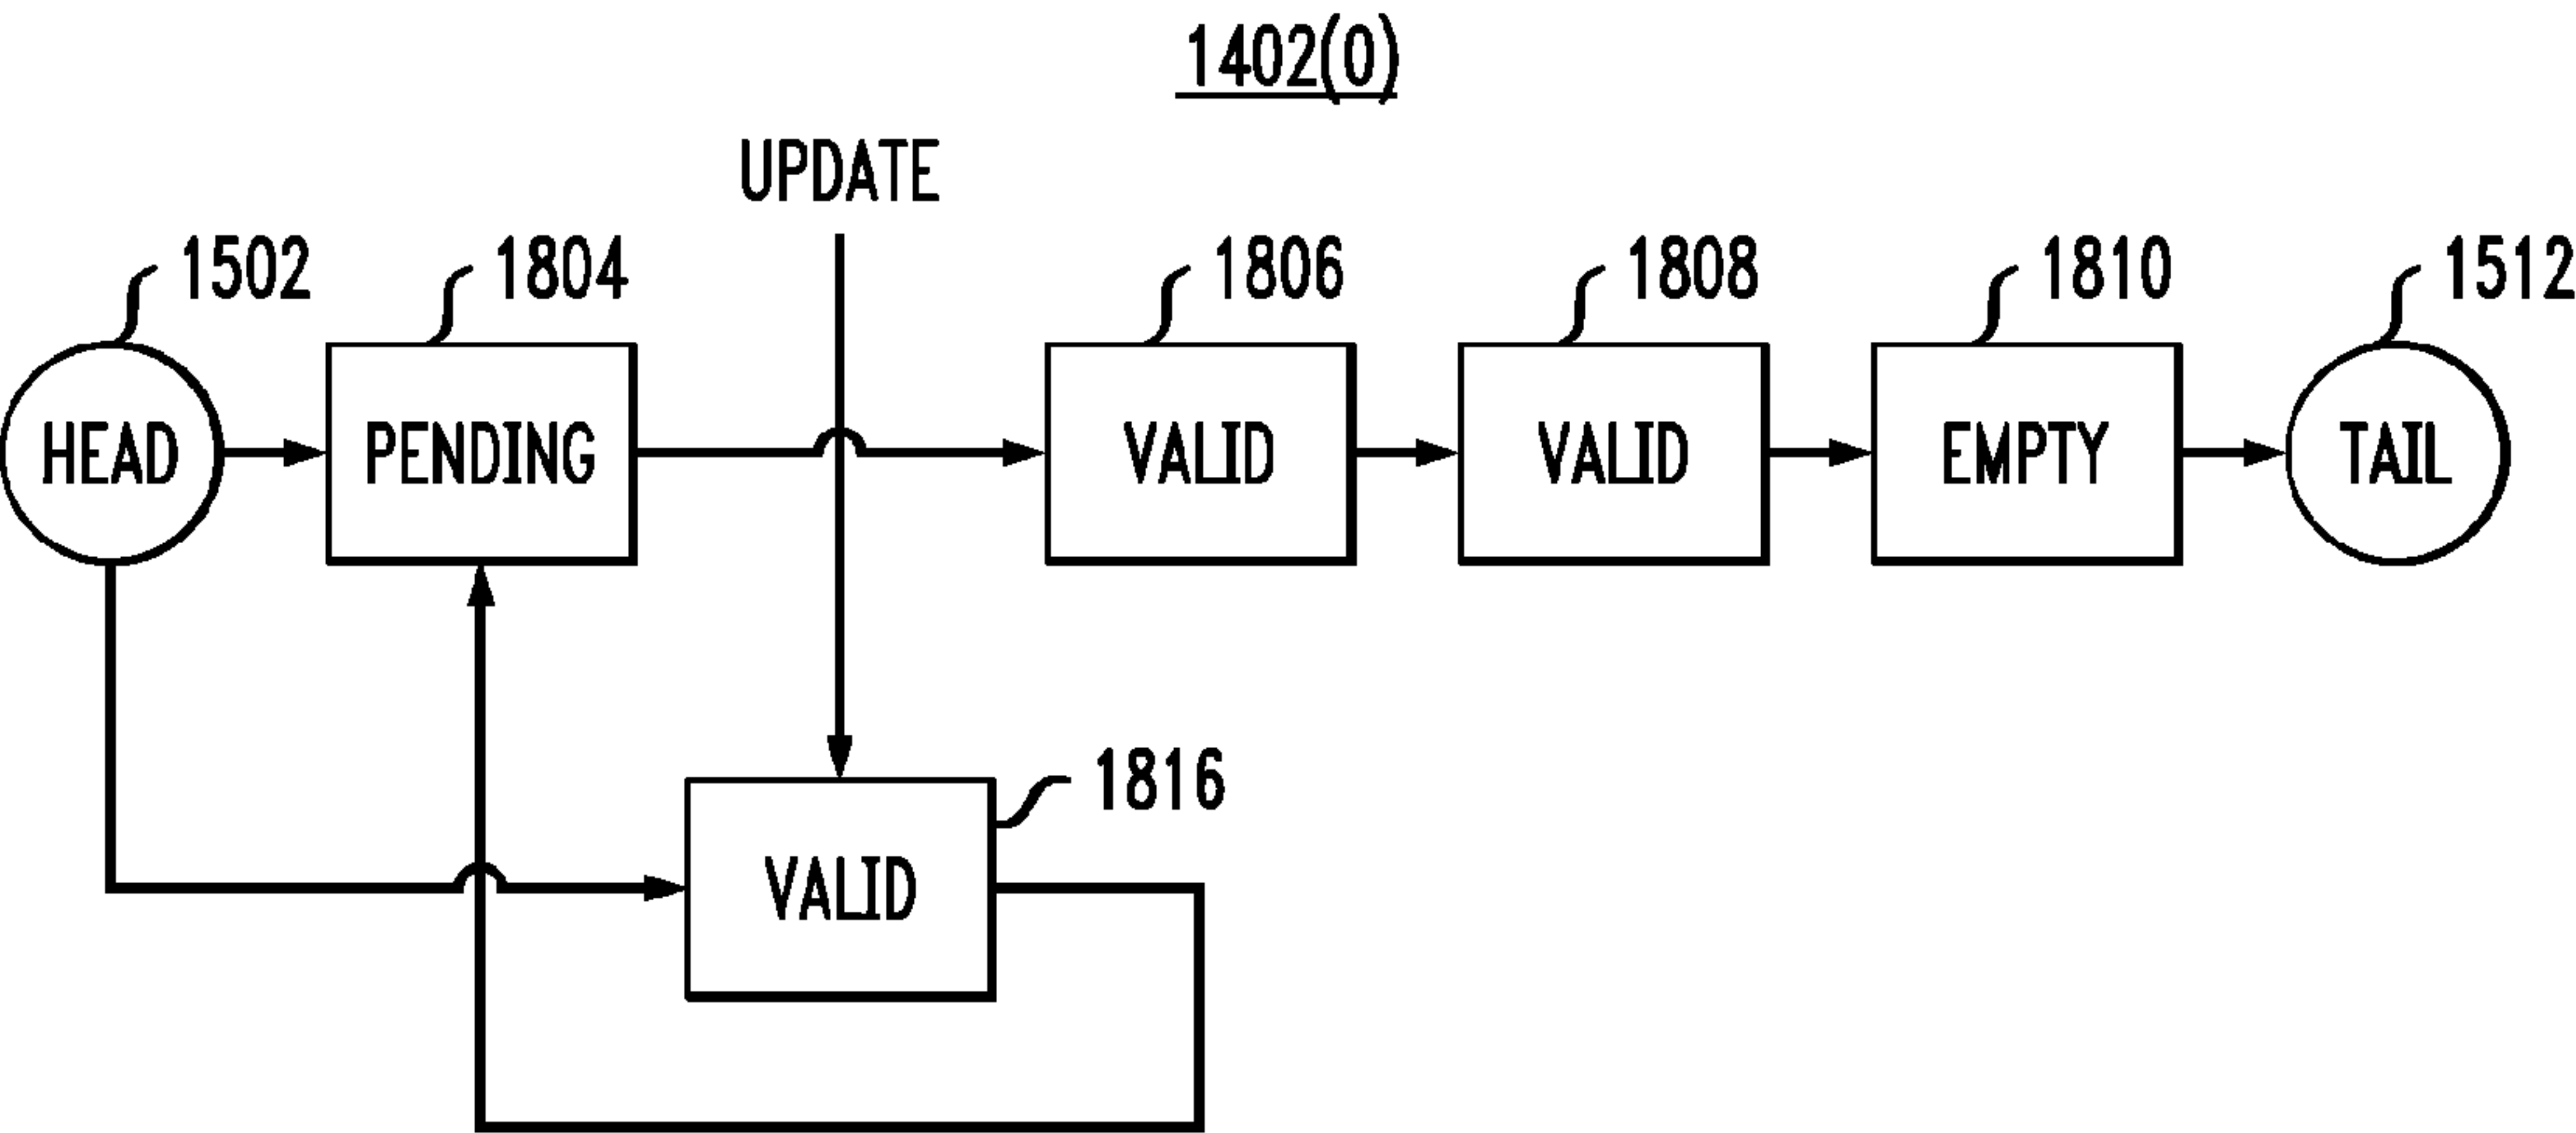 1402(0)
UPDATE
1502 1804 1806 1808 1810 1512
HEAD PENDING VALID VALID EMPTY TAIL
1816
VALID